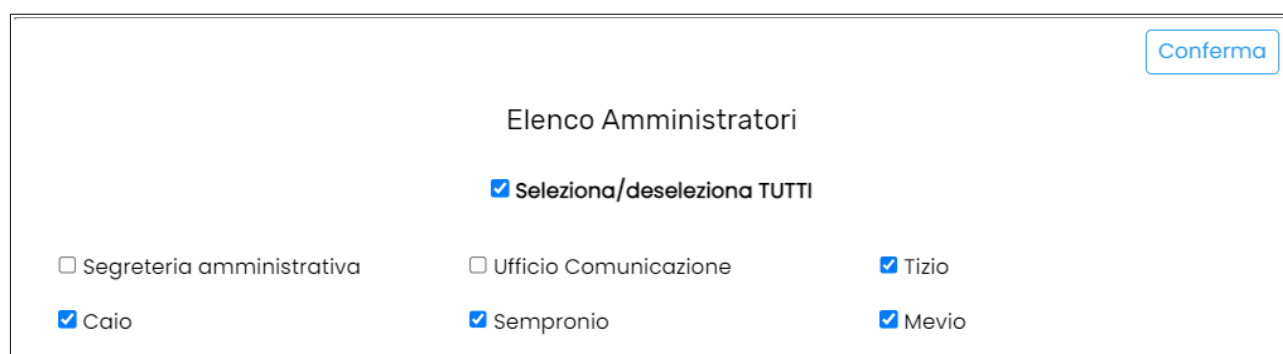 Conferma
Elenco Amministratori
Seleziona/deseleziona TUTTI
Segreteria amministrativa Ufficio Comunicazione Tizio
Caio Sempronio Mevio